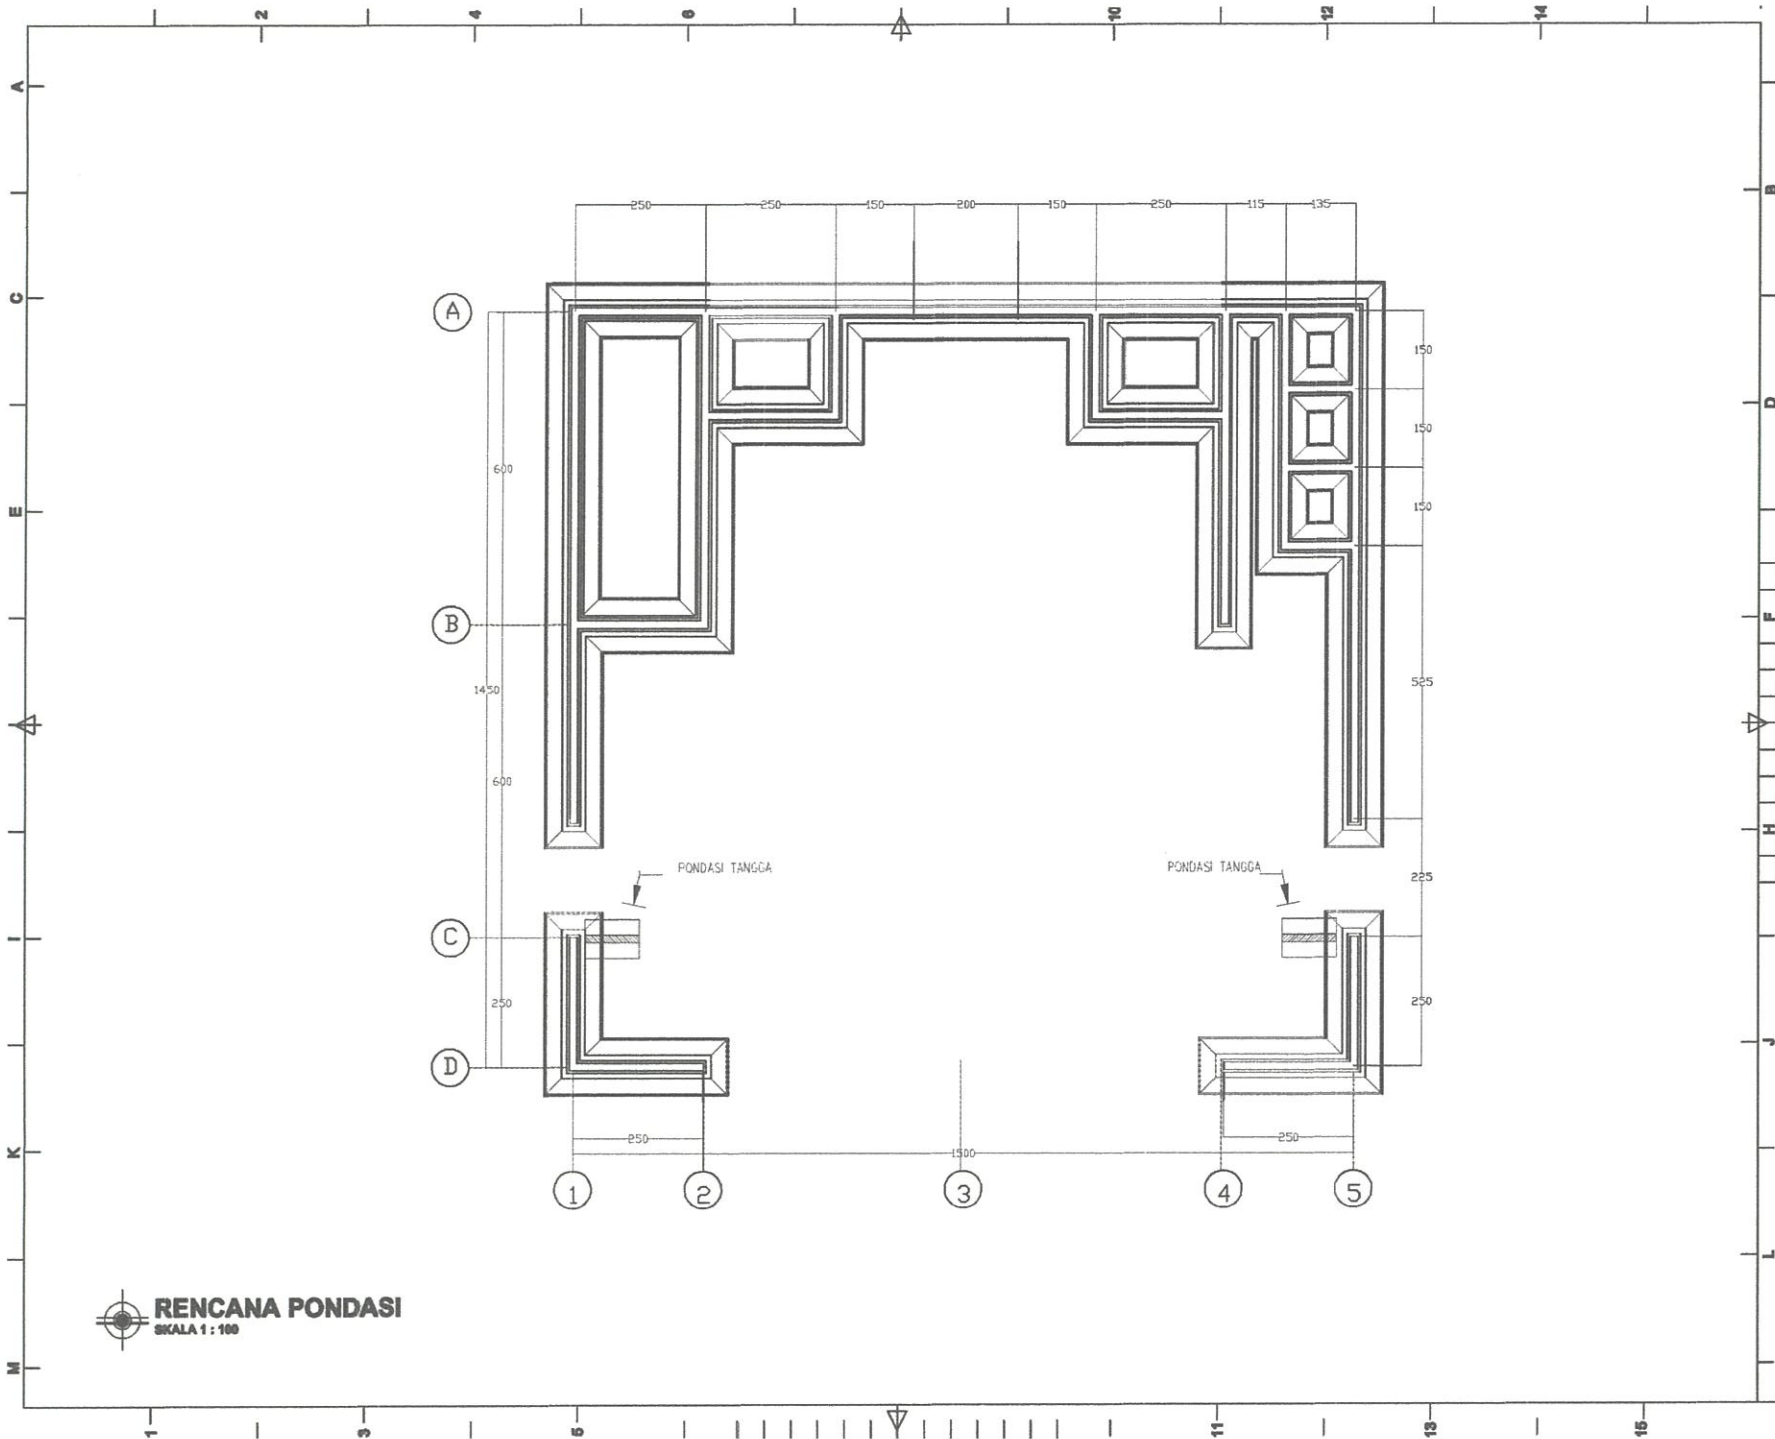 2 4 6 10 12 14
A
B
C
250 250 150 200 150 250 115 135
A
150
D
150
600
E
150
B
F
1450
525
600
H
PONDASI TANGGA PONDASI TANGGA
225
C
I
250 250
J
D
250 250
K
1500
1 2 3 4 5
L
RENCANA PONDASI
SKALA 1 : 100
M
1 3 5 11 13 15